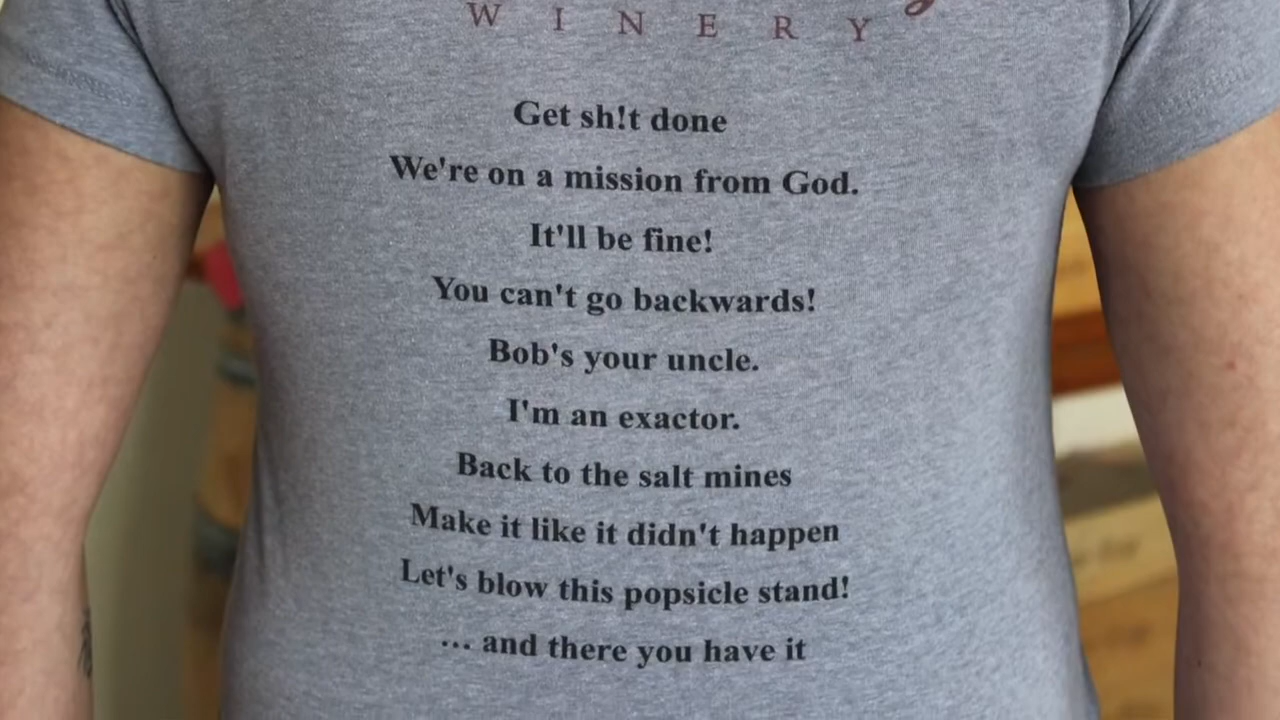 WINERY
Get sh!t done
We're on a mission from God.
It'll be fine!
You can't go backwards!
Bob's your uncle.
I'm an exactor.
Back to the salt mines
Make it like it didn't happen
Let's blow this popsicle stand!
... and there you have it